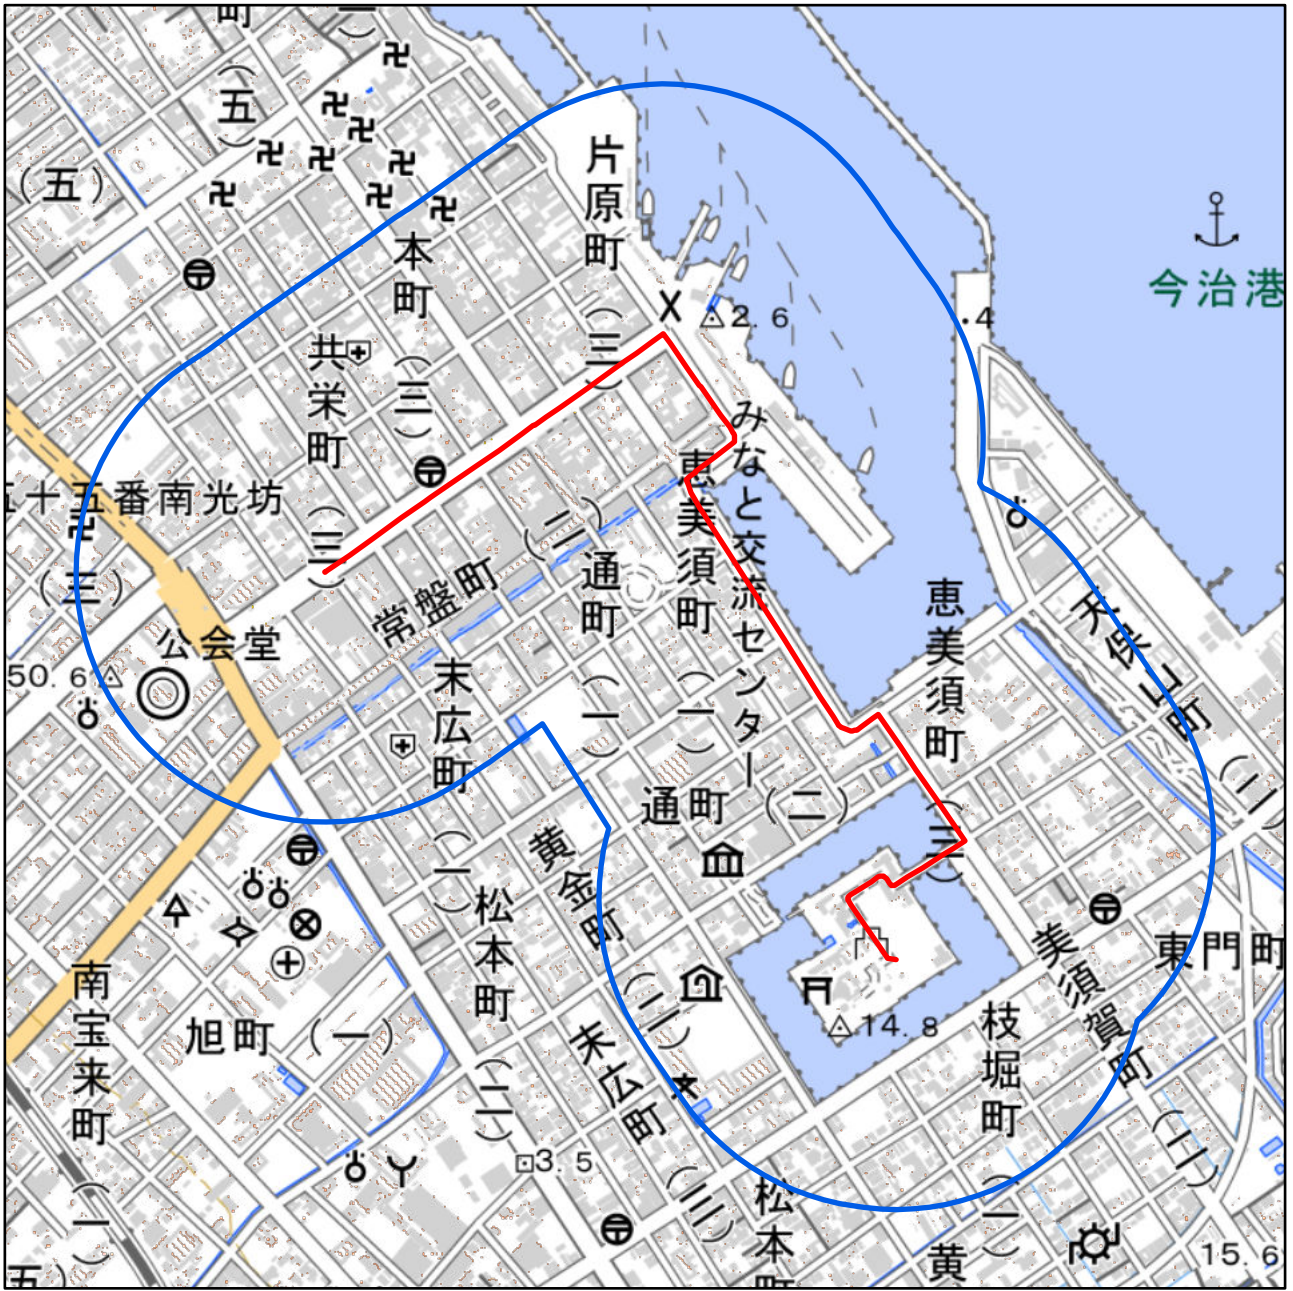 町
(二)
(五)
(五)
片原町(三)
本町(三)
今治港
共栄町(三)
2.6
.4
五十五番南光坊
(三)
みなと交流センター
恵美須町(一)
常盤町(二)
通町(一)
恵美須町(三)
天保山町(二)
公会堂
50.6
末広町(一)
通町(二)
黄金町(二)
松本町(二)
美須賀町(二)
東門町
南宝来町(一)
旭町(一)
14.8
枝堀町(一)
末広町(三)
3.5
松本町
黄
15.6
五)